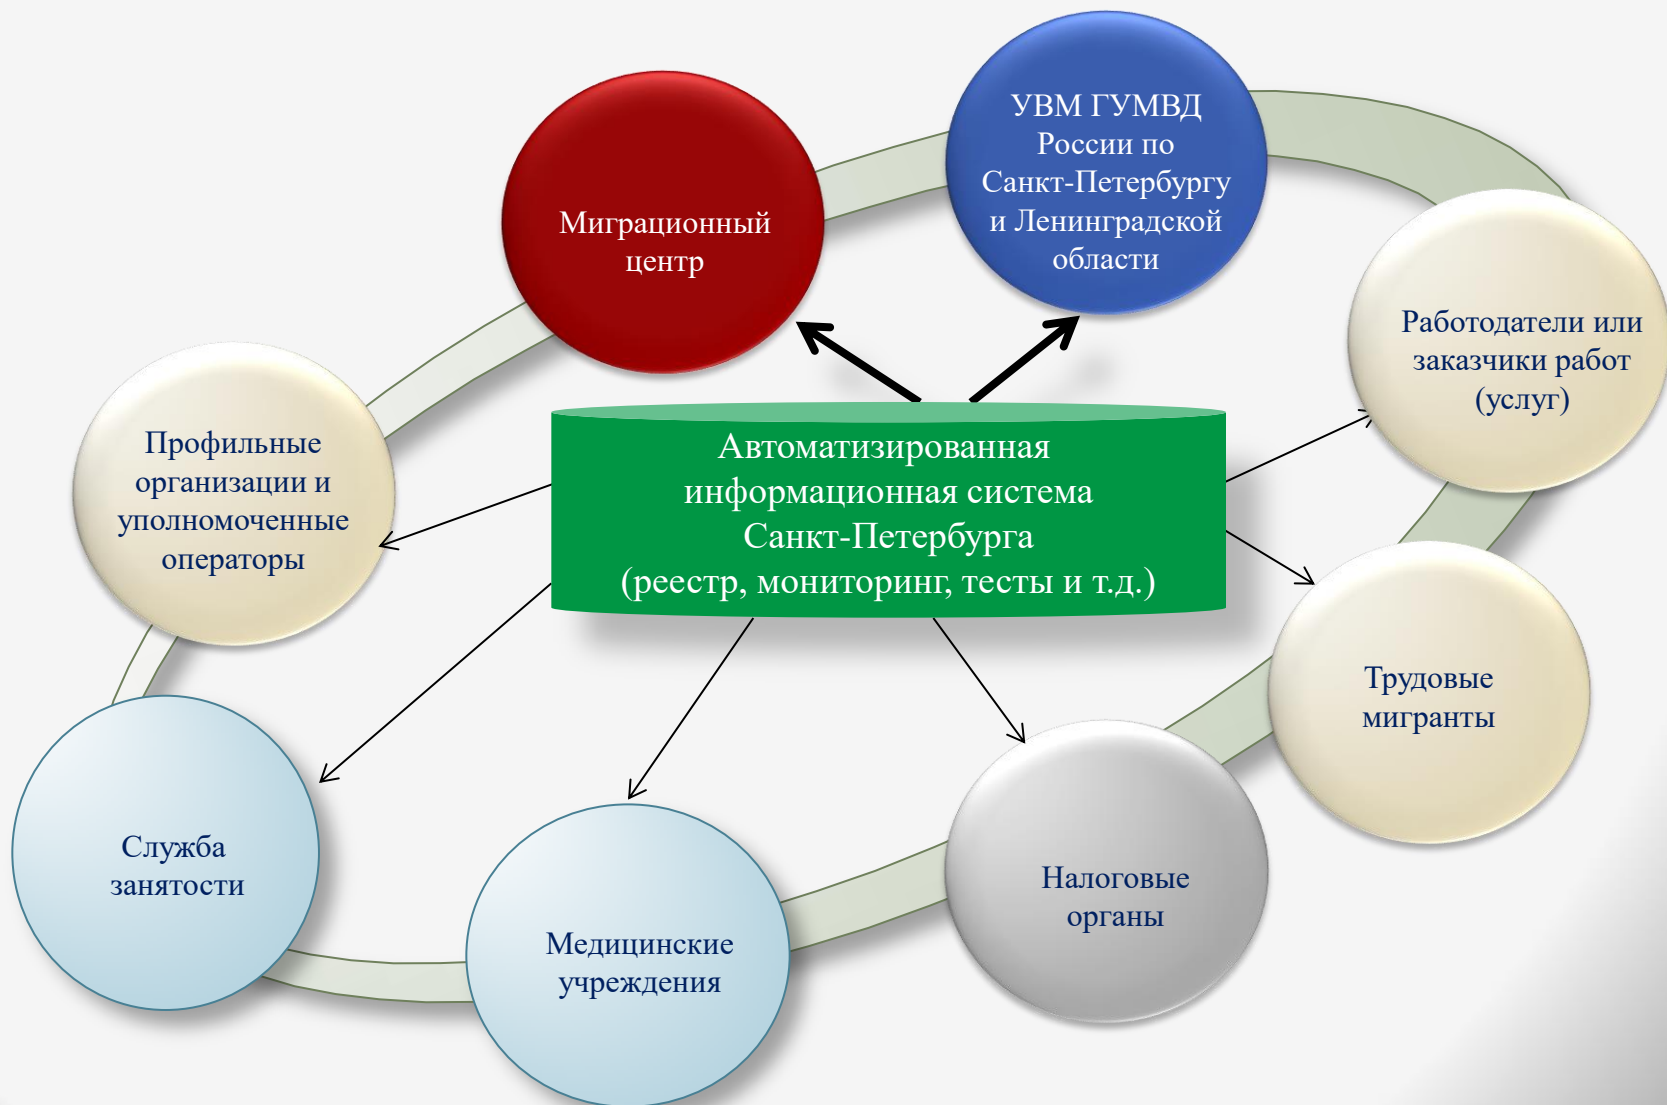 УВМ ГУМВД
России по
Санкт-Петербургу
и Ленинградской
области
Миграционный
центр
Работодатели или
заказчики работ
(услуг)
Профильные
организации и
уполномоченные
операторы
Автоматизированная
информационная система
Санкт-Петербурга
(реестр, мониторинг, тесты и т.д.)
Трудовые
мигранты
Служба
занятости
Налоговые
органы
Медицинские
учреждения